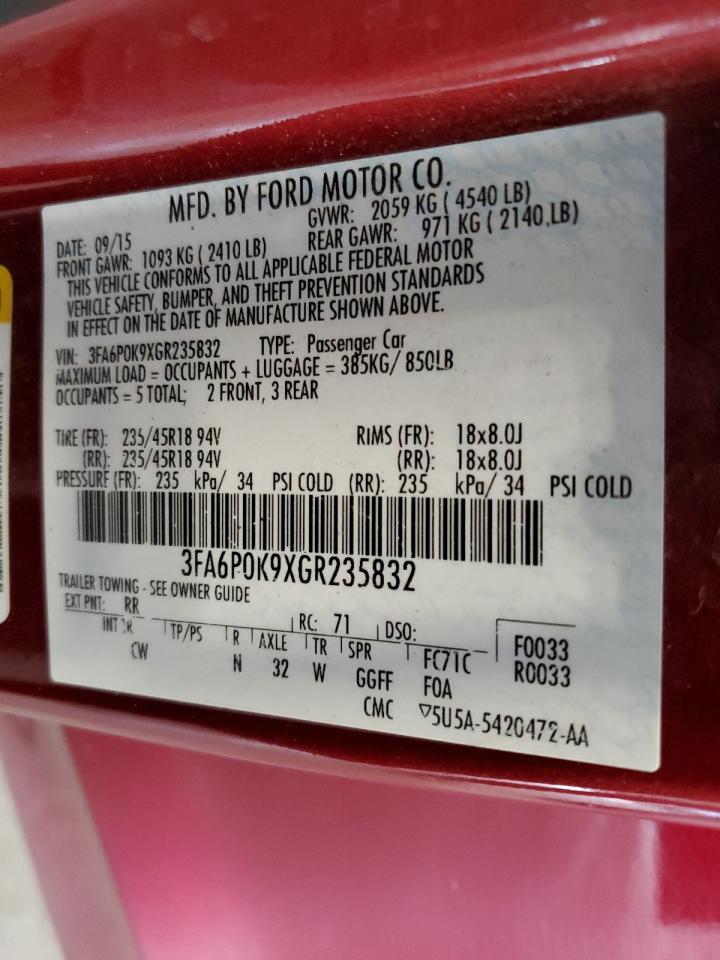 MFD. BY FORD MOTOR CO.
DATE: 09/15 GVWR: 2059 KG ( 4540 LB)
FRONT GAWR: 1093 KG ( 2410 LB) REAR GAWR: 971 KG ( 2140 LB)
THIS VEHICLE CONFORMS TO ALL APPLICABLE FEDERAL MOTOR
VEHICLE SAFETY, BUMPER, AND THEFT PREVENTION STANDARDS
IN EFFECT ON THE DATE OF MANUFACTURE SHOWN ABOVE.
VIN: 3FA6P0K9XGR235832 TYPE: Passenger Car
MAXIMUM LOAD = OCCUPANTS + LUGGAGE = 385KG/ 850LB
OCCUPANTS = 5 TOTAL; 2 FRONT, 3 REAR
TIRE (FR): 235/45R18 94V RIMS (FR): 18x8.0J
(RR): 235/45R18 94V (RR): 18x8.0J
PRESSURE (FR): 235 kPa/ 34 PSI COLD (RR): 235 kPa/ 34 PSI COLD
3FA6P0K9XGR235832
TRAILER TOWING - SEE OWNER GUIDE
EXT PNT: RR RC: 71 DSO:
INT TR TP/PS R AXLE TR SPR FC71C F0033
CW N 32 W GGFF F0A R0033
CMC ▽5U5A-5420472-AA